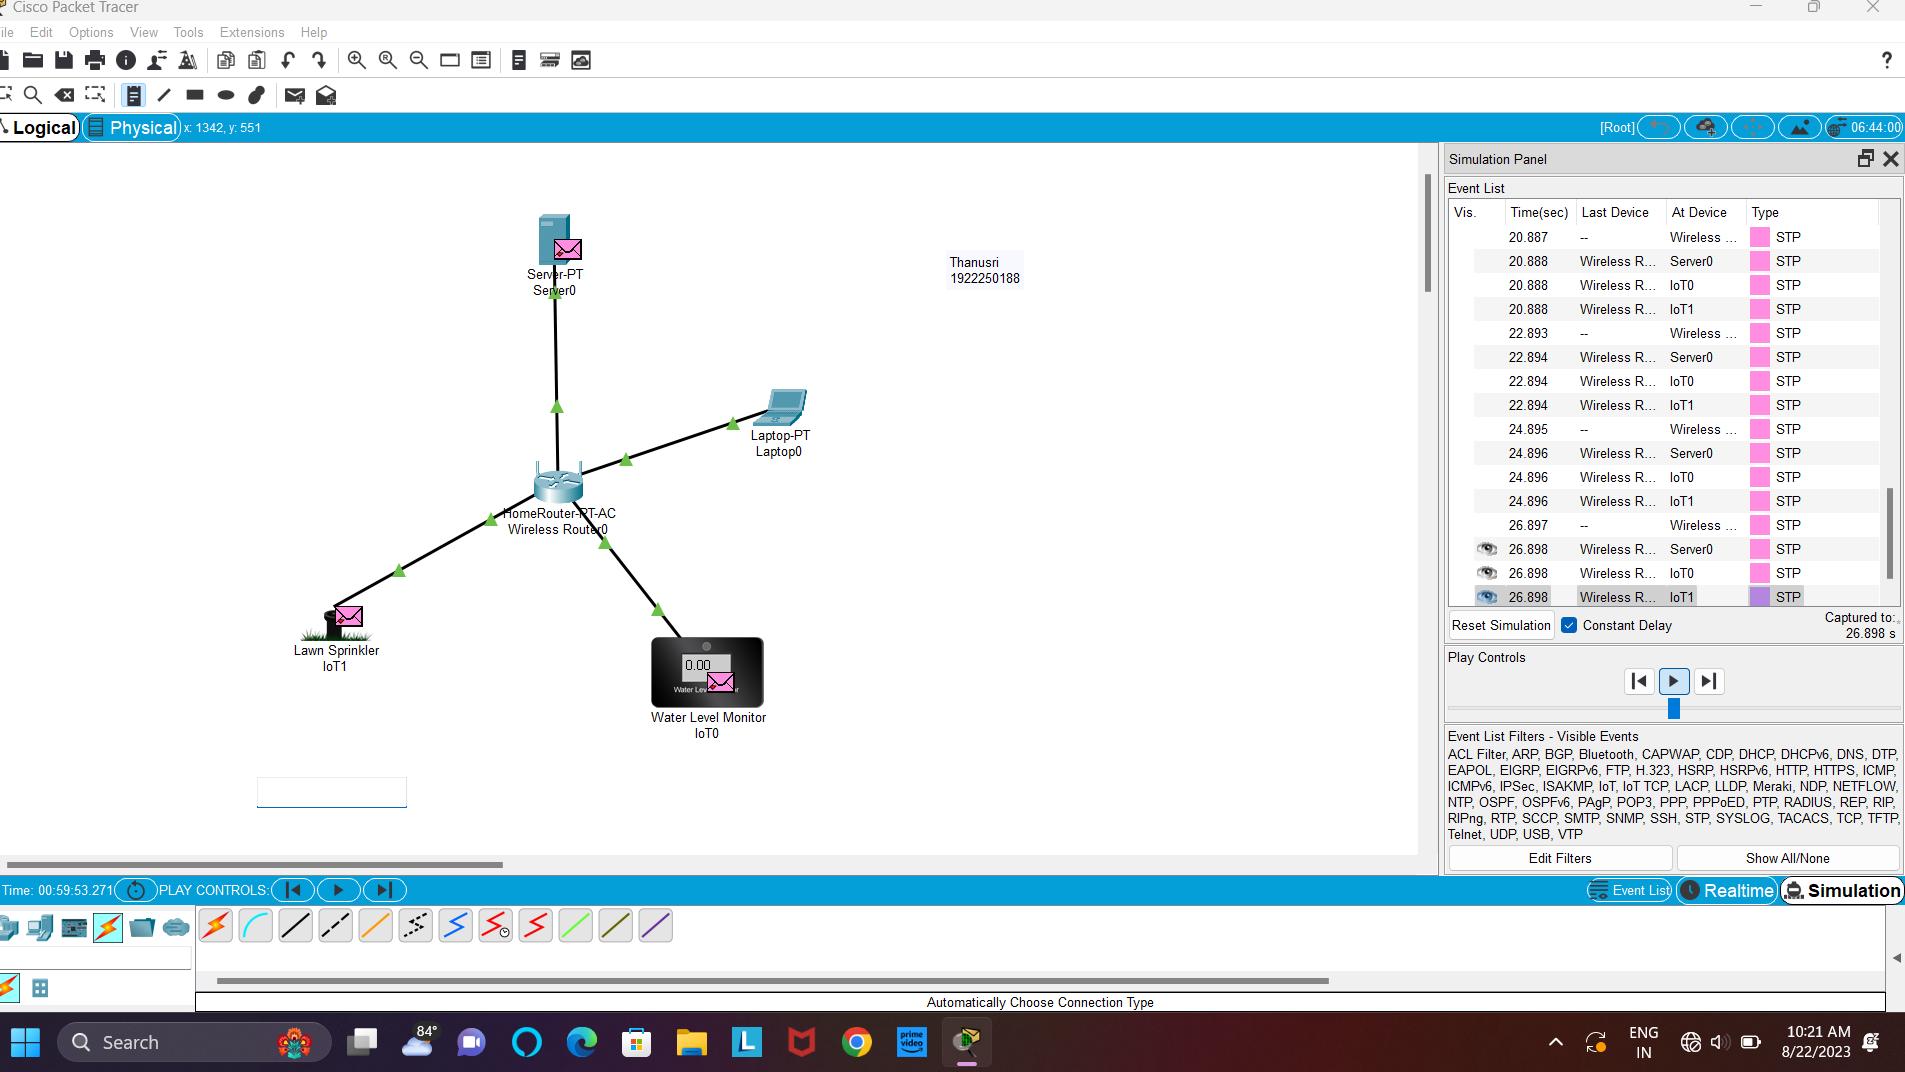 Cisco Packet Tracer
ile Edit Options View Tools Extensions Help
?
Logical Physical x: 1342, y: 551
[Root] 06:44:00
Server-PT
Server0
Thanusri
1922250188
Laptop-PT
Laptop0
HomeRouter-PT-AC
Wireless Router0
Lawn Sprinkler
IoT1
0.00
Water Level Monitor
IoT0
Simulation Panel
Event List
Vis. Time(sec) Last Device At Device Type
20.887 -- Wireless ... STP
20.888 Wireless R... Server0 STP
20.888 Wireless R... IoT0 STP
20.888 Wireless R... IoT1 STP
22.893 -- Wireless ... STP
22.894 Wireless R... Server0 STP
22.894 Wireless R... IoT0 STP
22.894 Wireless R... IoT1 STP
24.895 -- Wireless ... STP
24.896 Wireless R... Server0 STP
24.896 Wireless R... IoT0 STP
24.896 Wireless R... IoT1 STP
26.897 -- Wireless ... STP
26.898 Wireless R... Server0 STP
26.898 Wireless R... IoT0 STP
26.898 Wireless R... IoT1 STP
Reset Simulation Constant Delay Captured to:
26.898 s
Play Controls
Event List Filters - Visible Events
ACL Filter, ARP, BGP, Bluetooth, CAPWAP, CDP, DHCP, DHCPv6, DNS, DTP,
EAPOL, EIGRP, EIGRPv6, FTP, H.323, HSRP, HSRPv6, HTTP, HTTPS, ICMP,
ICMPv6, IPSec, ISAKMP, IoT, IoT TCP, LACP, LLDP, Meraki, NDP, NETFLOW,
NTP, OSPF, OSPFv6, PAgP, POP3, PPP, PPPoED, PTP, RADIUS, REP, RIP,
RIPng, RTP, SCCP, SMTP, SNMP, SSH, STP, SYSLOG, TACACS, TCP, TFTP,
Telnet, UDP, USB, VTP
Edit Filters Show All/None
Time: 00:59:53.271 PLAY CONTROLS:
Event List Realtime Simulation
Automatically Choose Connection Type
Search
84°
L
prime
video
ENG
IN
10:21 AM
8/22/2023